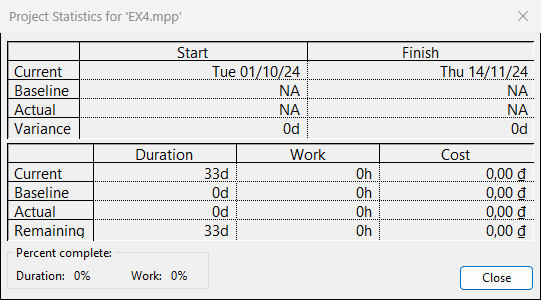 Project Statistics for 'EX4.mpp'
Start Finish
Current Tue 01/10/24 Thu 14/11/24
Baseline NA NA
Actual NA NA
Variance 0d 0d
Duration Work Cost
Current 33d 0h 0,00 ₫
Baseline 0d 0h 0,00 ₫
Actual 0d 0h 0,00 ₫
Remaining 33d 0h 0,00 ₫
Percent complete:
Duration: 0% Work: 0%
Close